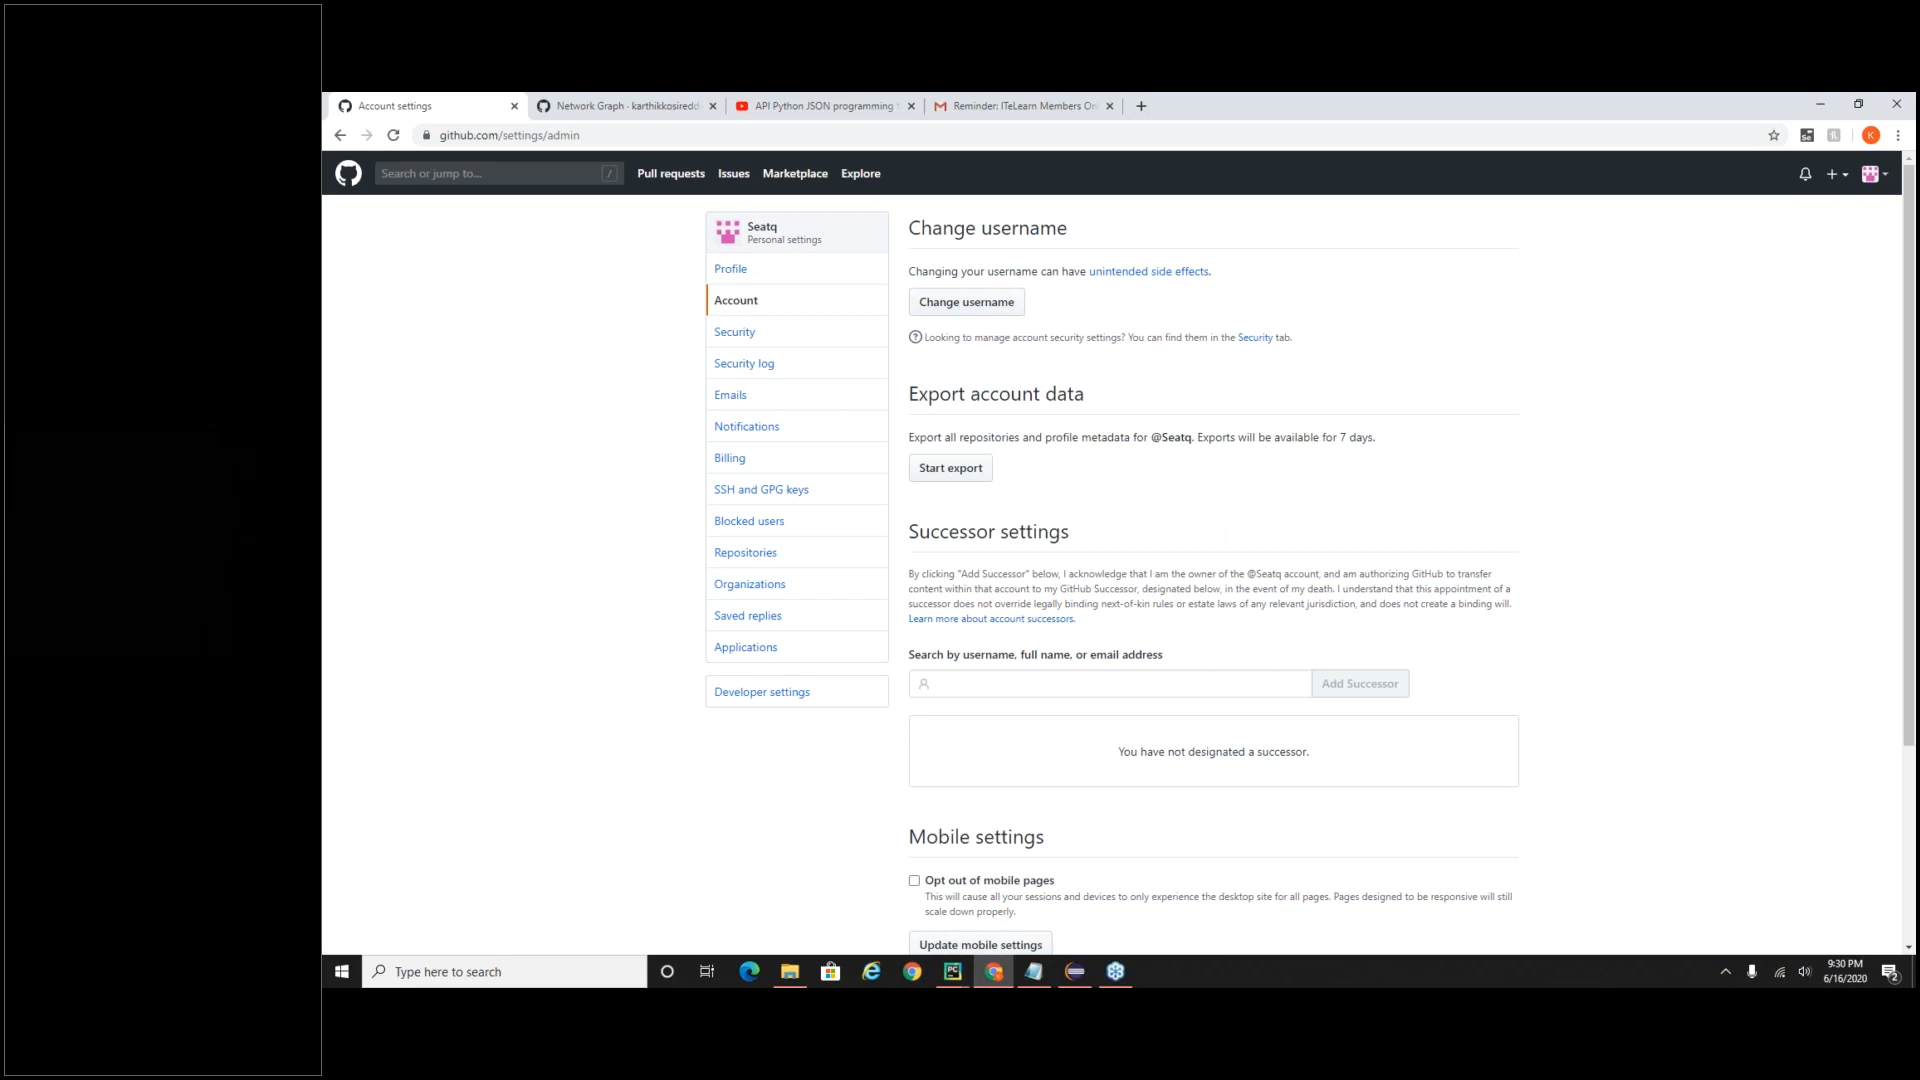 Account settings
Network Graph · karthikkosiredd
API Python JSON programming
Reminder: ITeLearn Members On
github.com/settings/admin
K
Search or jump to...
/
Pull requests
Issues
Marketplace
Explore
Seatq
Personal settings
Profile
Account
Security
Security log
Emails
Notifications
Billing
SSH and GPG keys
Blocked users
Repositories
Organizations
Saved replies
Applications
Developer settings
Change username
Changing your username can have unintended side effects.
Change username
Looking to manage account security settings? You can find them in the Security tab.
Export account data
Export all repositories and profile metadata for @Seatq. Exports will be available for 7 days.
Start export
Successor settings
By clicking "Add Successor" below, I acknowledge that I am the owner of the @Seatq account, and am authorizing GitHub to transfer
content within that account to my GitHub Successor, designated below, in the event of my death. I understand that this appointment of a
successor does not override legally binding next-of-kin rules or estate laws of any relevant jurisdiction, and does not create a binding will.
Learn more about account successors.
Search by username, full name, or email address
Add Successor
You have not designated a successor.
Mobile settings
Opt out of mobile pages
This will cause all your sessions and devices to only experience the desktop site for all pages. Pages designed to be responsive will still
scale down properly.
Update mobile settings
Type here to search
PC
9:30 PM
6/16/2020
2